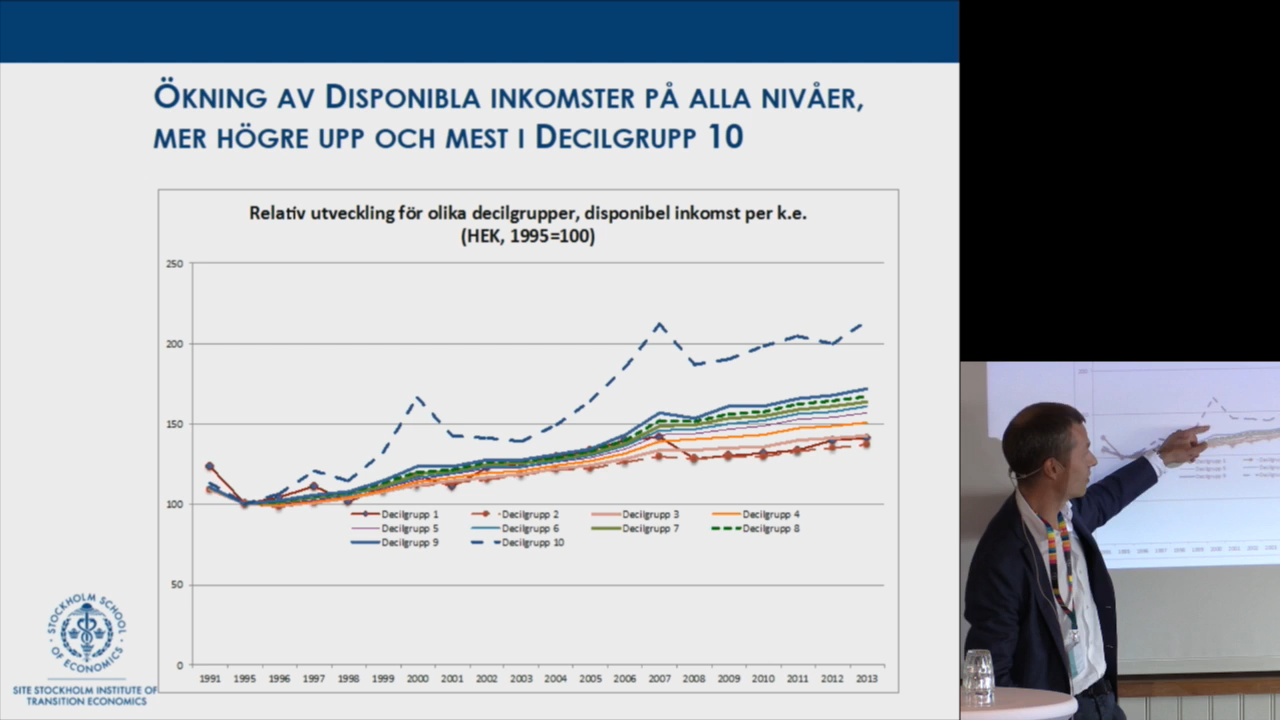 ÖKNING AV DISPONIBLA INKOMSTER PÅ ALLA NIVÅER,
MER HÖGRE UPP OCH MEST I DECILGRUPP 10
Relativ utveckling för olika decilgrupper, disponibel inkomst per k.e.
(HEK, 1995=100)
250
200
150
100
50
0
Decilgrupp 1 Decilgrupp 2 Decilgrupp 3 Decilgrupp 4
Decilgrupp 5 Decilgrupp 6 Decilgrupp 7 Decilgrupp 8
Decilgrupp 9 Decilgrupp 10
1991 1995 1996 1997 1998 1999 2000 2001 2002 2003 2004 2005 2006 2007 2008 2009 2010 2011 2012 2013
STOCKHOLM SCHOOL
OF ECONOMICS
SITE STOCKHOLM INSTITUTE OF
TRANSITION ECONOMICS